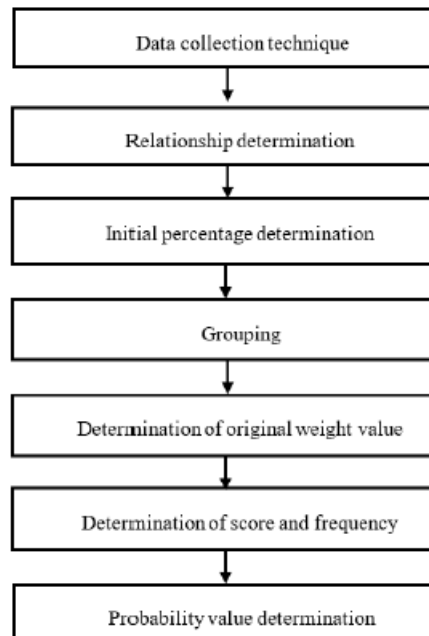 Data collection technique
Relationship determination
Initial percentage determination
Grouping
Determination of original weight value
Determination of score and frequency
Probability value determination